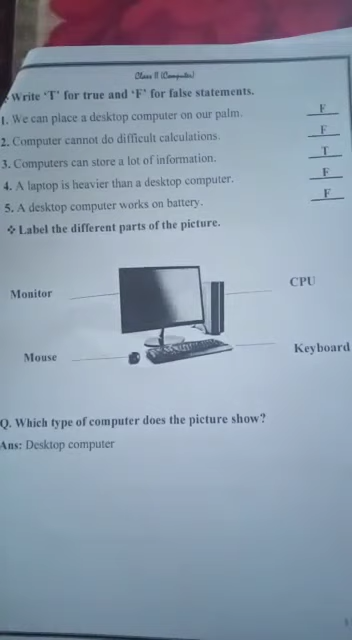 Class II (Computer)
Write 'T' for true and 'F' for false statements.
1. We can place a desktop computer on our palm. F
2. Computer cannot do difficult calculations. F
3. Computers can store a lot of information. T
4. A laptop is heavier than a desktop computer. F
5. A desktop computer works on battery. F
❖ Label the different parts of the picture.
Monitor CPU
Mouse Keyboard
Q. Which type of computer does the picture show?
Ans: Desktop computer